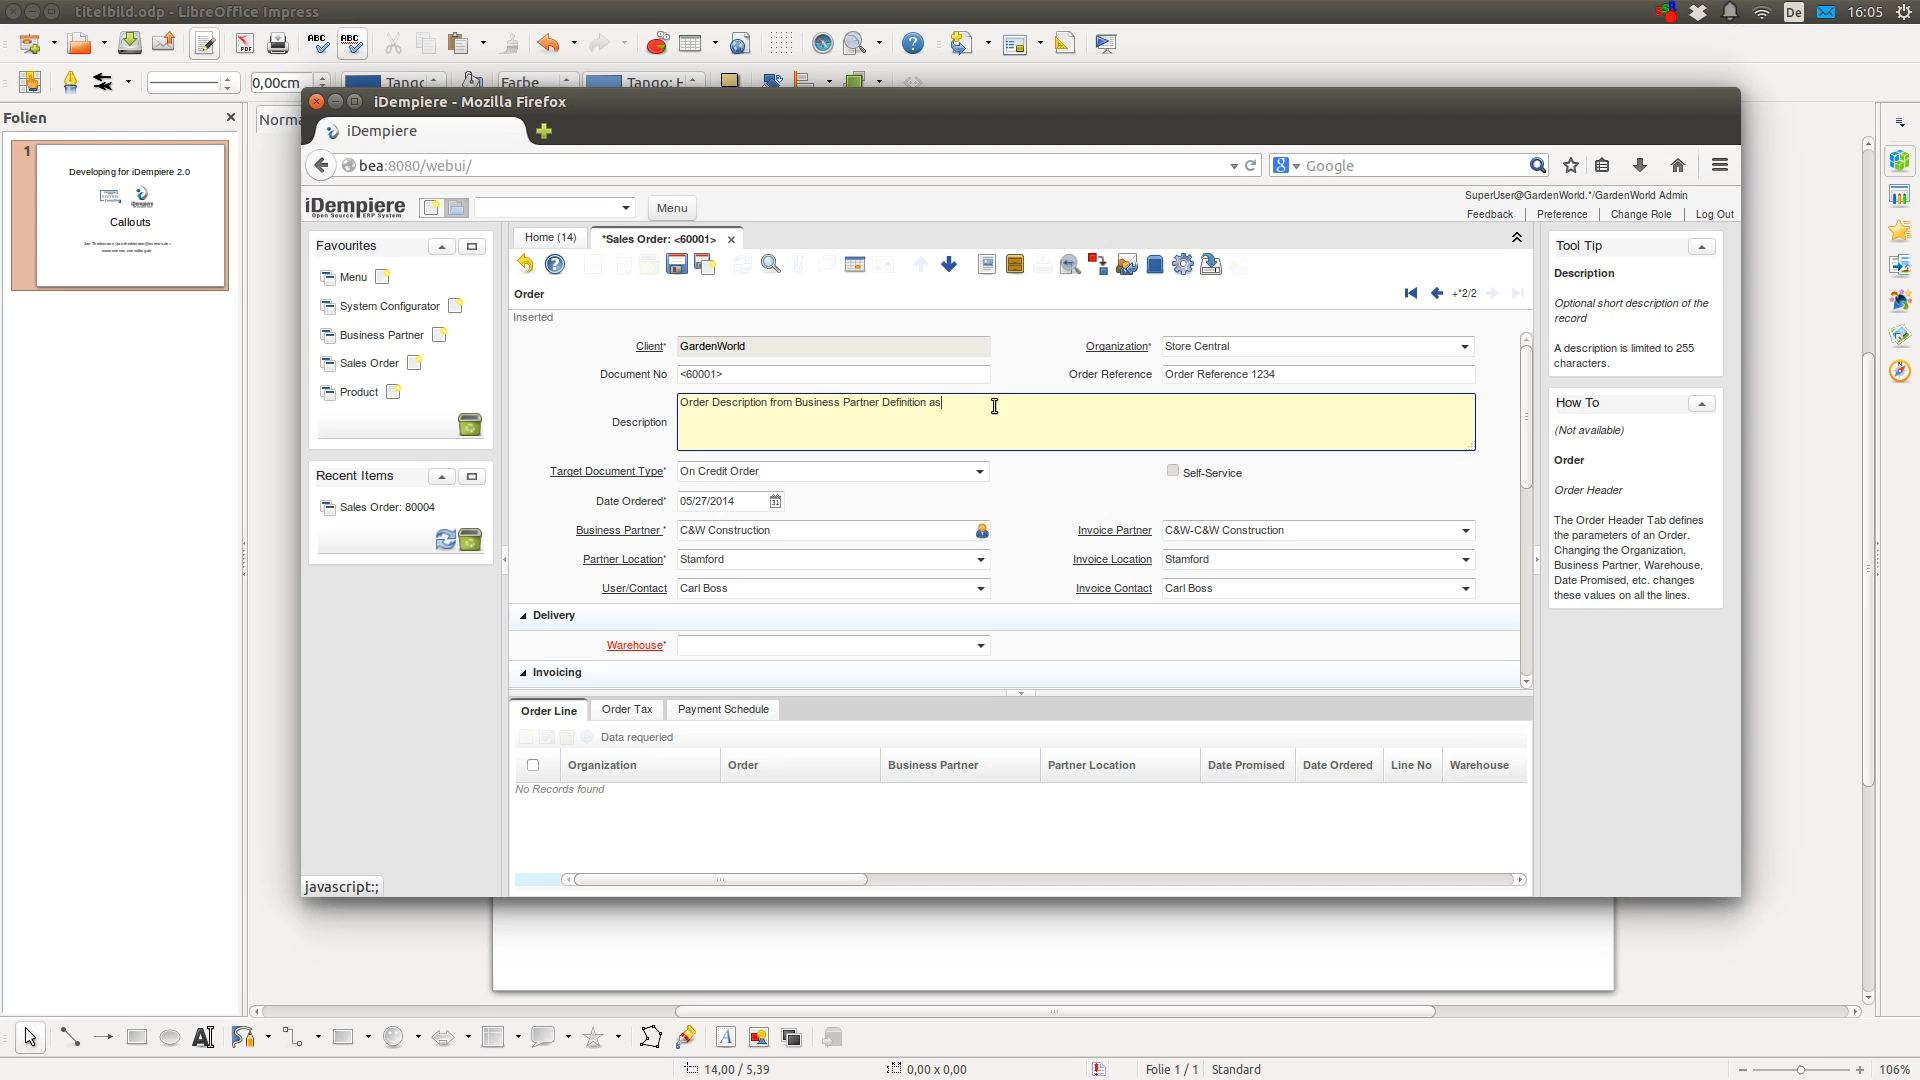 titelbild.odp - LibreOffice Impress
De
16:05
0,00cm
Farbe
Folien
1
Developing for iDempiere 2.0
Callouts
iDempiere - Mozilla Firefox
iDempiere
bea:8080/webui/
Google
iDempiere
Open Source ERP System
Menu
SuperUser@GardenWorld.*/GardenWorld Admin
Feedback
Preference
Change Role
Log Out
Favourites
Menu
System Configurator
Business Partner
Sales Order
Product
Recent Items
Sales Order: 80004
Home (14)
*Sales Order: <60001>
Order
+*2/2
Inserted
Client* GardenWorld
Organization* Store Central
Document No <60001>
Order Reference Order Reference 1234
Description Order Description from Business Partner Definition as
Target Document Type* On Credit Order
Self-Service
Date Ordered* 05/27/2014
Business Partner* C&W Construction
Invoice Partner C&W-C&W Construction
Partner Location* Stamford
Invoice Location Stamford
User/Contact Carl Boss
Invoice Contact Carl Boss
Delivery
Warehouse*
Invoicing
Order Line Order Tax Payment Schedule
Data requeried
Organization Order Business Partner Partner Location Date Promised Date Ordered Line No Warehouse
No Records found
Tool Tip
Description
Optional short description of the
record
A description is limited to 255
characters.
How To
(Not available)
Order
Order Header
The Order Header Tab defines
the parameters of an Order.
Changing the Organization,
Business Partner, Warehouse,
Date Promised, etc. changes
these values on all the lines.
javascript:;
14,00 / 5,39
0,00 x 0,00
Folie 1 / 1
Standard
106%